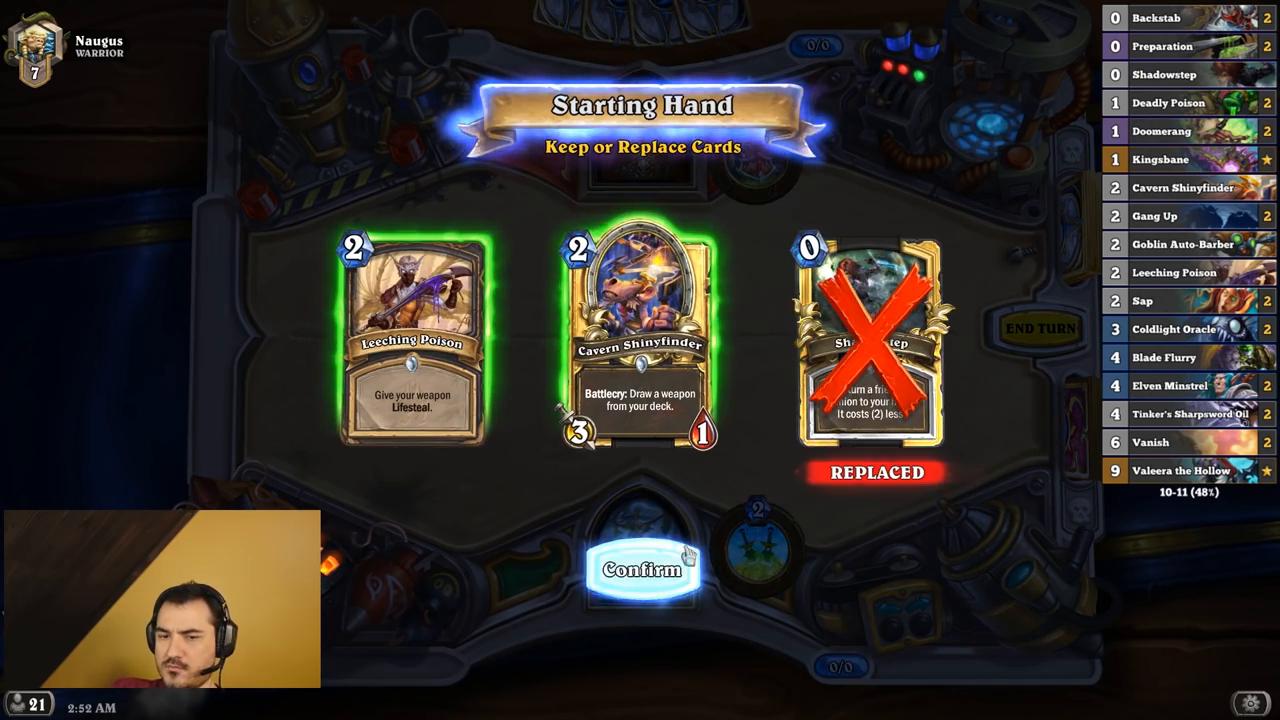 Naugus
WARRIOR
7
0/0
Starting Hand
Keep or Replace Cards
2
Leeching Poison
Give your weapon
Lifesteal.
2
Cavern Shinyfinder
Battlecry: Draw a weapon
from your deck.
3
1
0
It costs (2) less
REPLACED
END TURN
Confirm
2
0/0
21
2:52 AM
0 Backstab 2
0 Preparation 2
0 Shadowstep
1 Deadly Poison 2
1 Doomerang 2
1 Kingsbane
2 Cavern Shinyfinder
2 Gang Up 2
2 Goblin Auto-Barber 2
2 Leeching Poison
2 Sap 2
3 Coldlight Oracle 2
4 Blade Flurry
4 Elven Minstrel 2
4 Tinker's Sharpsword Oil 2
6 Vanish 2
9 Valeera the Hollow
10-11 (48%)